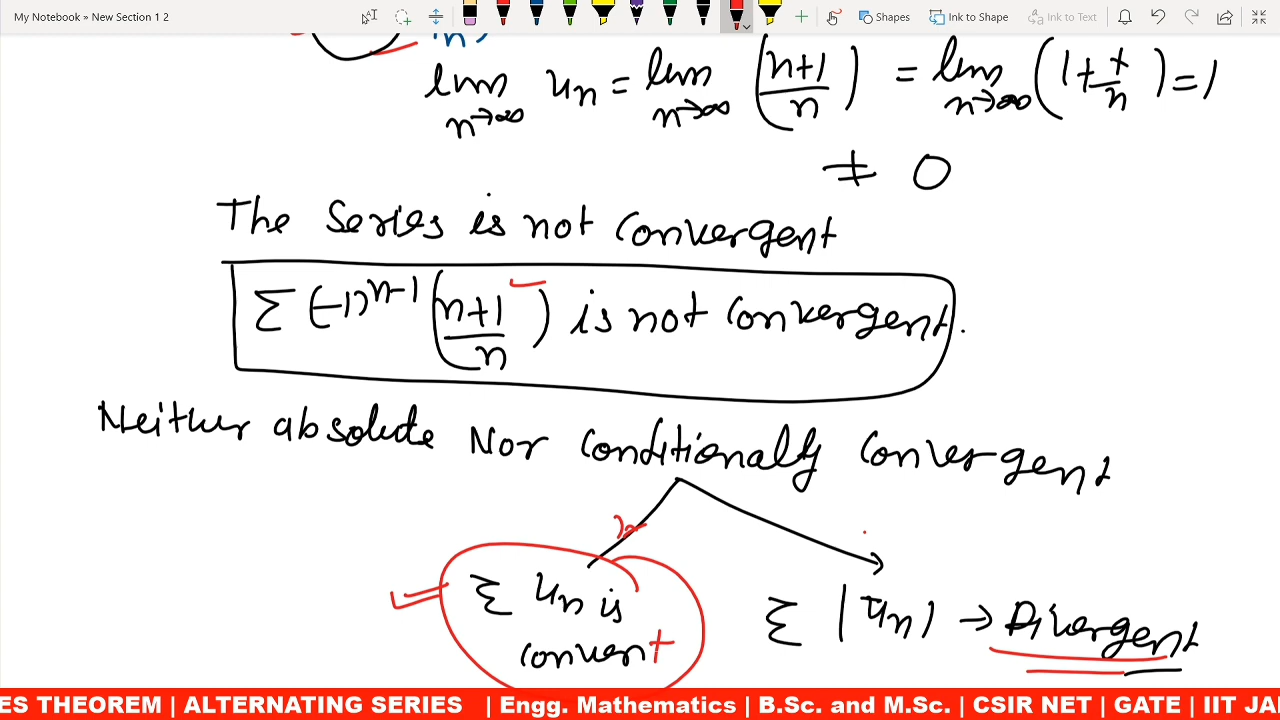 My Notebook » New Section 1 2
Shapes Ink to Shape Ink to Text
lim n→∞ un = lim n→∞ (n+1/n) = lim n→∞ (1+1/n) = 1
≠ 0
The Series is not convergent
Σ (-1)^n-1 (n+1/n) is not convergent.
Neither absolute Nor conditionally convergent
Σ un is
convent
Σ |un| → Divergent
ES THEOREM | ALTERNATING SERIES | Engg. Mathematics | B.Sc. and M.Sc. | CSIR NET | GATE | IIT JA